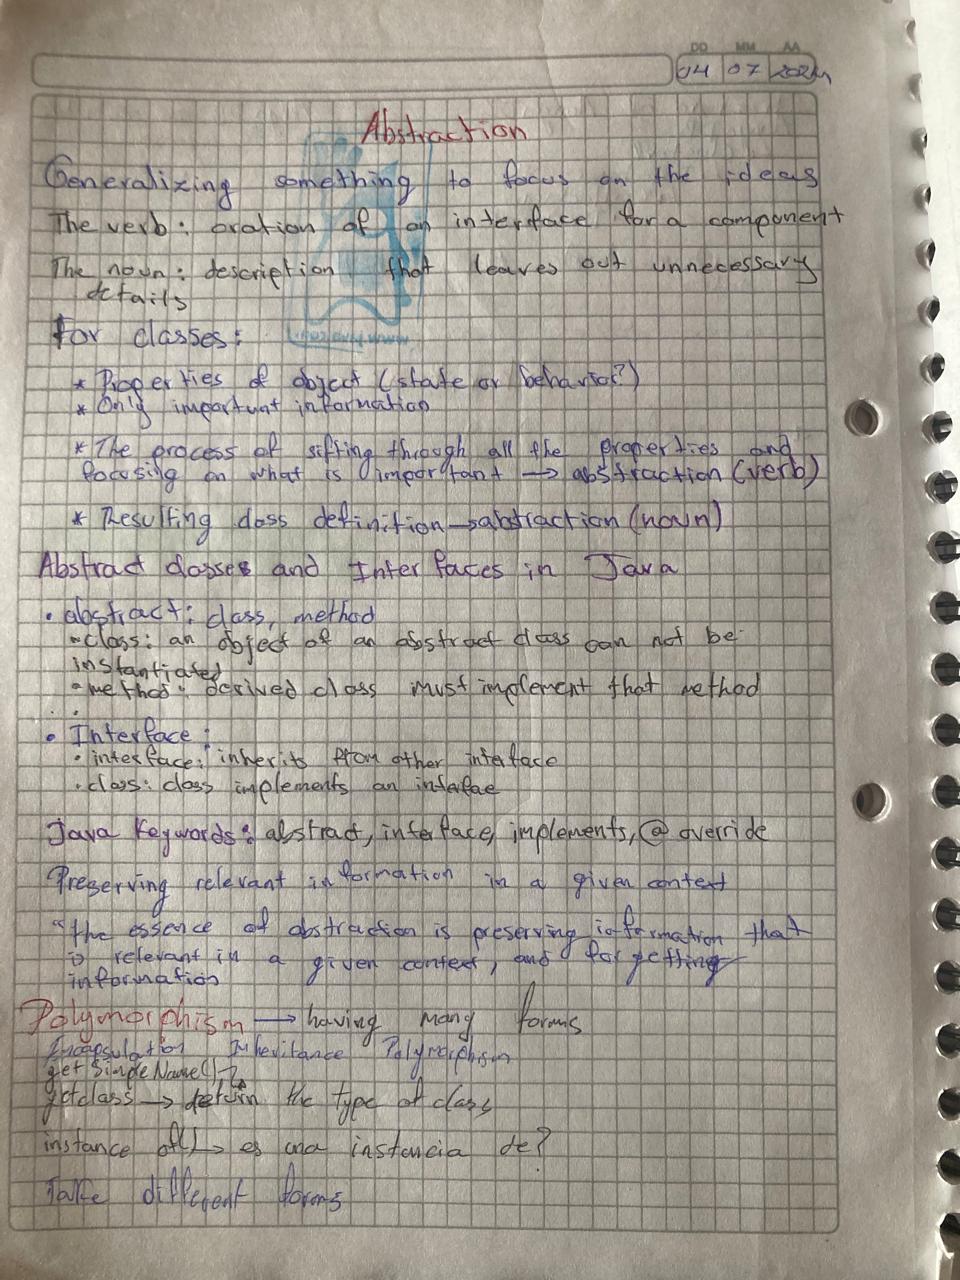 DD MM AA
04 07 2024
Abstraction
Generalizing something to focus on the ideas
The verb: oration of an interface for a component
The noun: description that leaves out unnecessary
details
For classes:
* Properties of object (state or behavior?)
* Only important information
* The process of sifting through all the properties and
focusing on what is important → abstraction (verb)
* Resulting class definition → abstraction (noun)
Abstract classes and Interfaces in Java
• abstract: class, method
- class: an object of an abstract class can not be
instantiated
- method: derived class must implement that method
• Interface:
• interface: inherits from other interface
• class: class implements an intefae
Java Keywords: abstract, interface, implements, @ override
Preserving relevant information in a given context
"the essence of abstraction is preserving information that
is relevant in a given context, and forgetting
information
Polymorphism → having many forms
Encapsulation Inheritance Polymorphism
getSimpleName()
getclass → return the type of class
instance of() → es una instancia de?
Take different forms